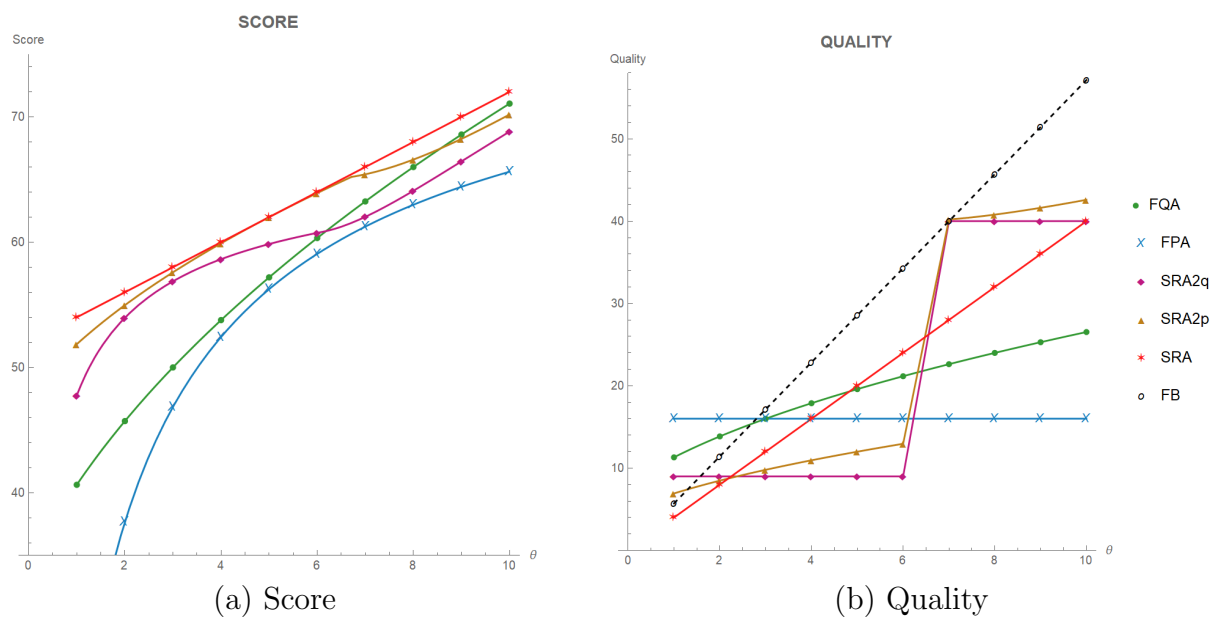 SCORE
Score
70
60
50
40
0
2
4
6
8
10
θ
(a) Score
QUALITY
Quality
50
40
30
20
10
0
2
4
6
8
10
θ
(b) Quality
FQA
FPA
SRA2q
SRA2p
SRA
FB